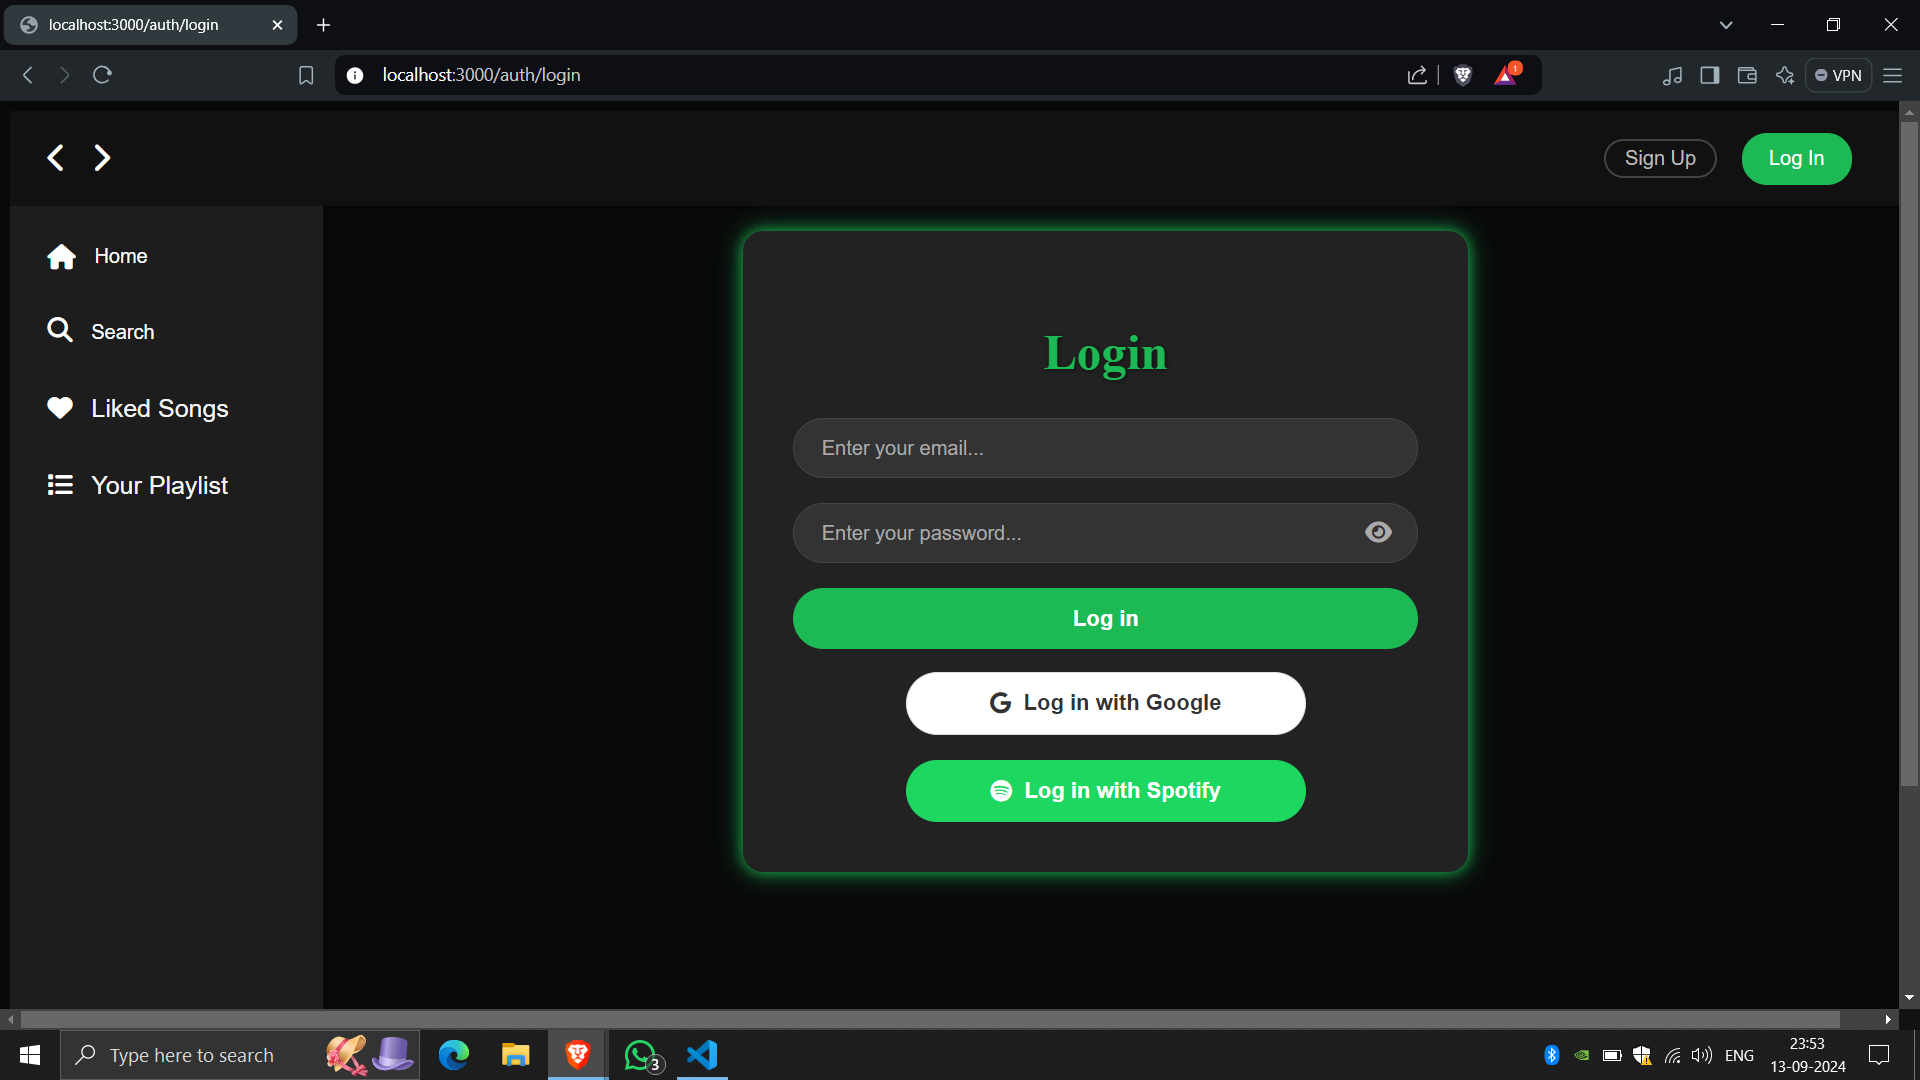 localhost:3000/auth/login
localhost:3000/auth/login
1
VPN
Sign Up
Log In
Home
Search
Liked Songs
Your Playlist
Login
Enter your email...
Enter your password...
Log in
G Log in with Google
Log in with Spotify
Type here to search
3
ENG
23:53
13-09-2024